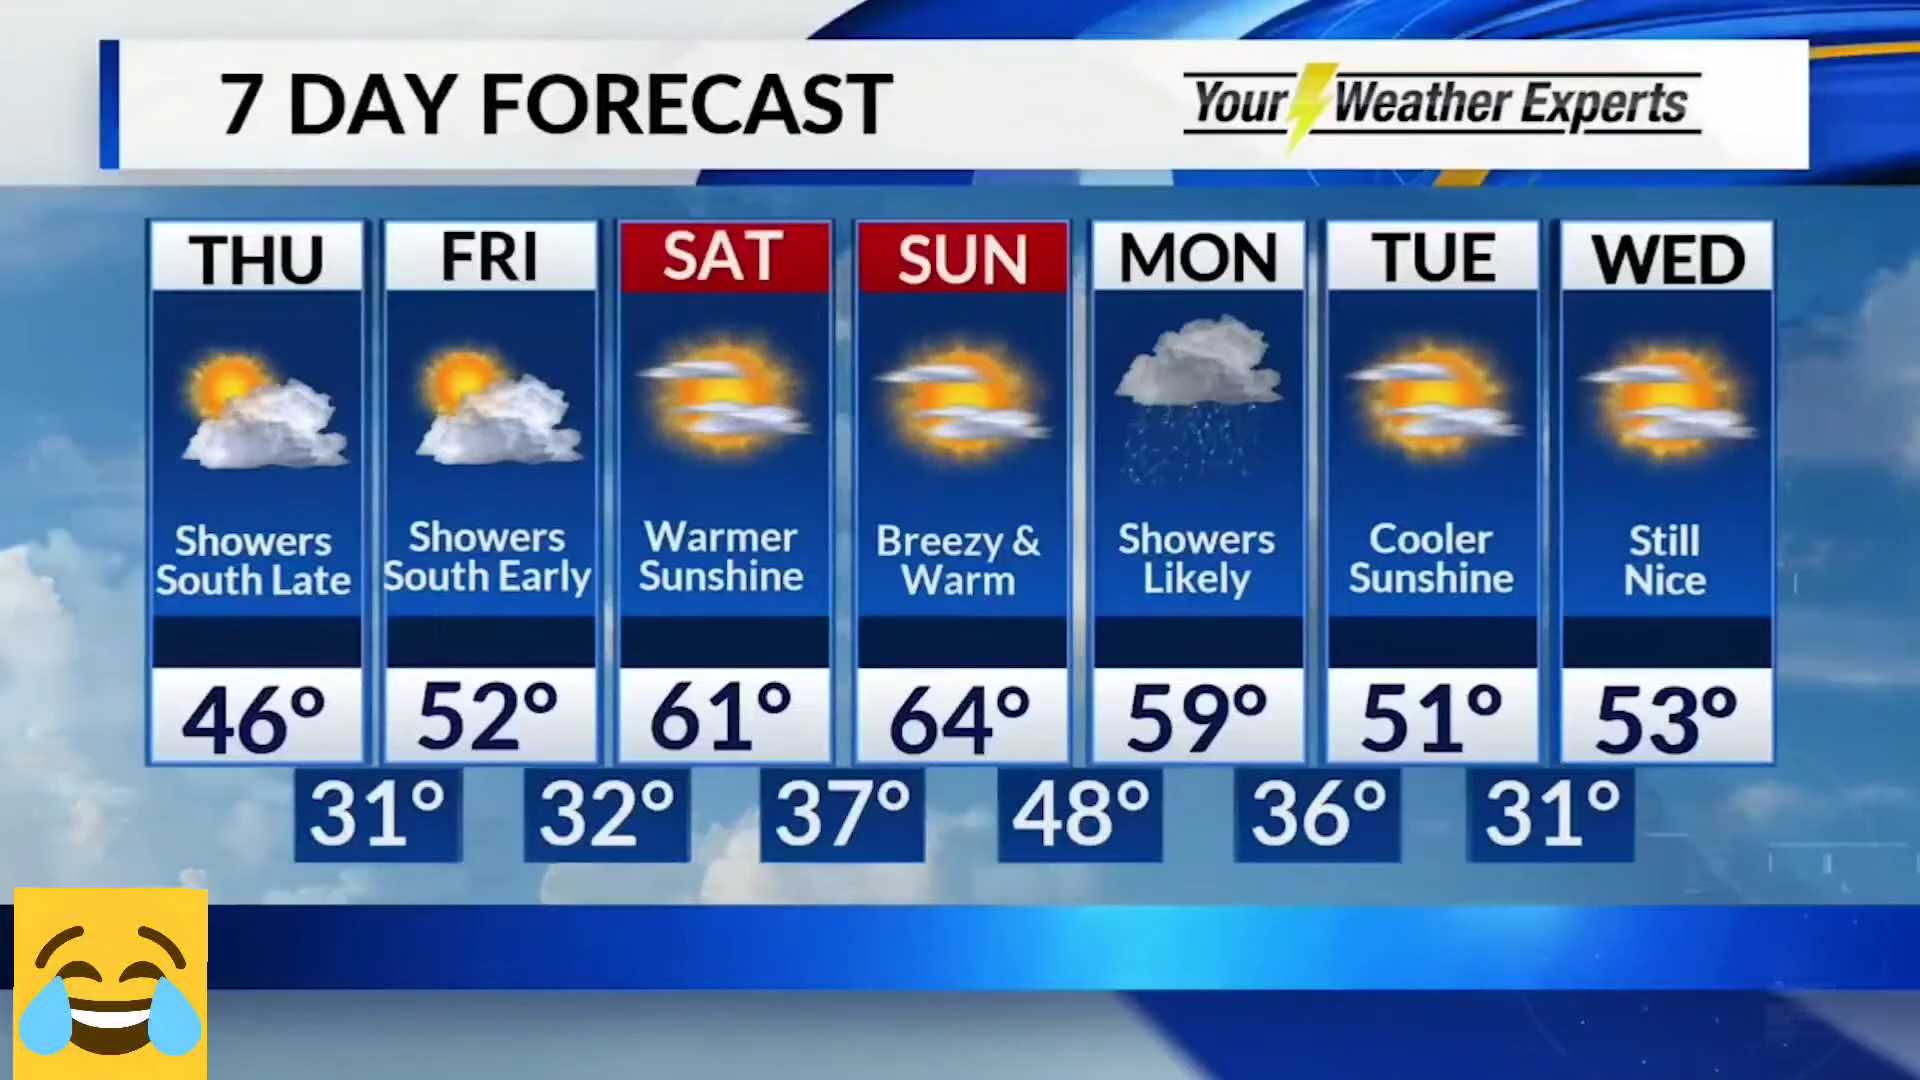 7 DAY FORECAST
Your Weather Experts
THU
FRI
SAT
SUN
MON
TUE
WED
Showers
South Late
Showers
South Early
Warmer
Sunshine
Breezy &
Warm
Showers
Likely
Cooler
Sunshine
Still
Nice
46°
52°
61°
64°
59°
51°
53°
31°
32°
37°
48°
36°
31°